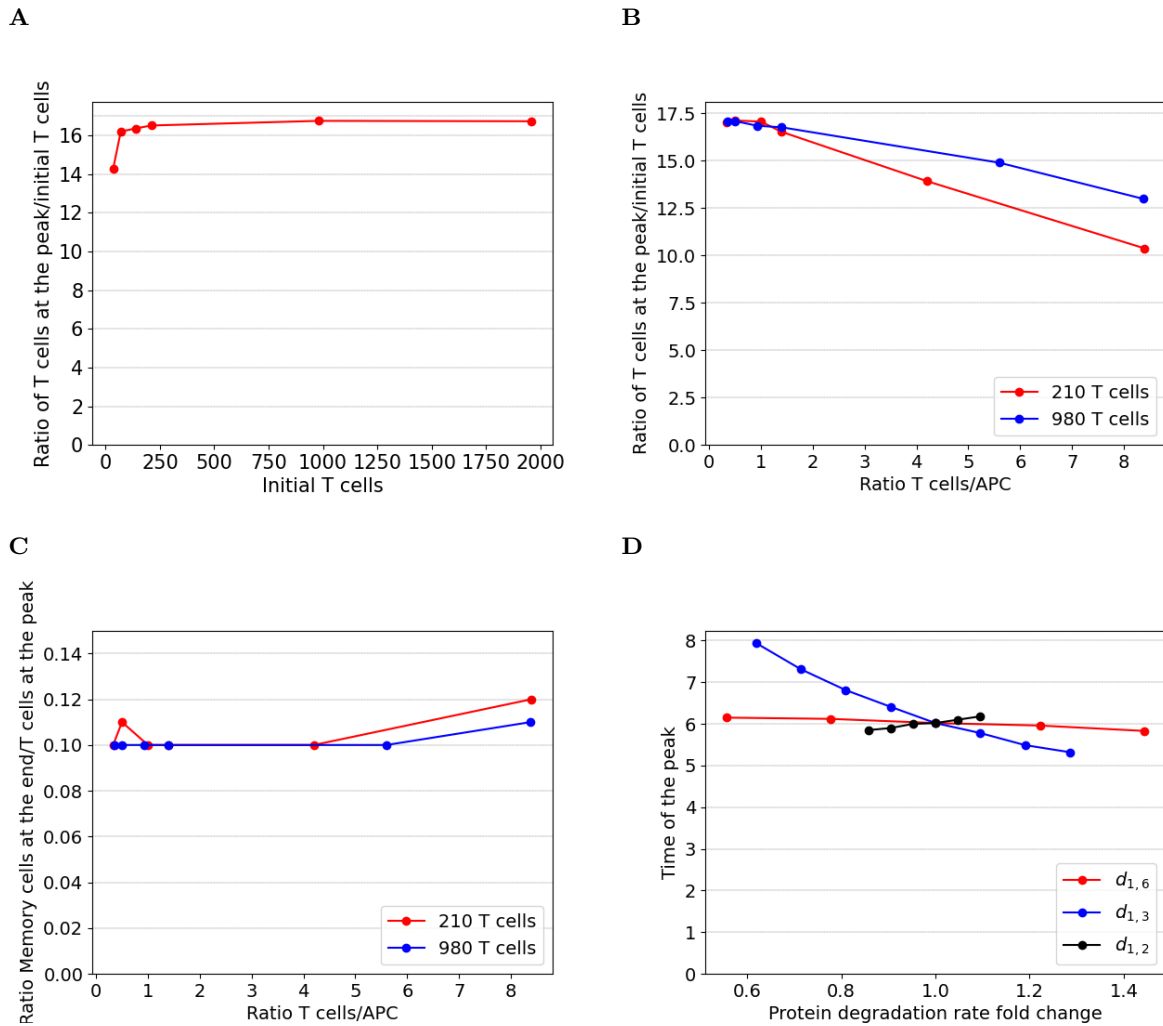 A
Ratio of T cells at the peak/initial T cells
16
14
12
10
8
6
4
2
0
0 250 500 750 1000 1250 1500 1750 2000
Initial T cells
B
Ratio of T cells at the peak/initial T cells
17.5
15.0
12.5
10.0
7.5
5.0
2.5
0.0
210 T cells
980 T cells
0 1 2 3 4 5 6 7 8
Ratio T cells/APC
C
Ratio Memory cells at the end/T cells at the peak
0.14
0.12
0.10
0.08
0.06
0.04
0.02
0.00
210 T cells
980 T cells
0 1 2 3 4 5 6 7 8
Ratio T cells/APC
D
Time of the peak
8
7
6
5
4
3
2
1
0
d1,6
d1,3
d1,2
0.6 0.8 1.0 1.2 1.4
Protein degradation rate fold change